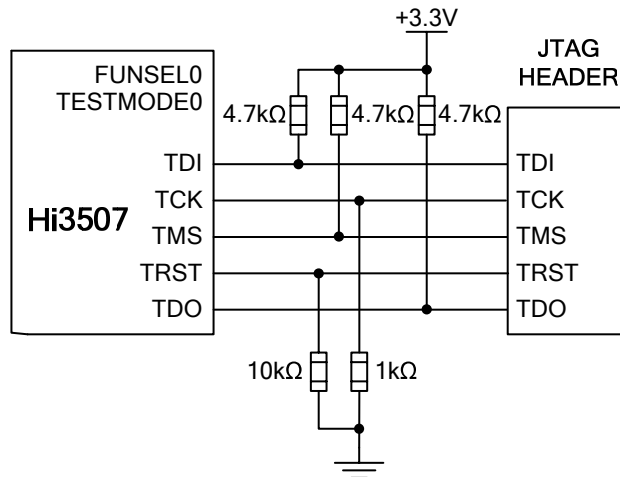 +3.3V
JTAG
HEADER
FUNSEL0
TESTMODE0
4.7kΩ
4.7kΩ
4.7kΩ
TDI
TDI
TCK
TCK
Hi3507
TMS
TMS
TRST
TRST
TDO
TDO
10kΩ
1kΩ